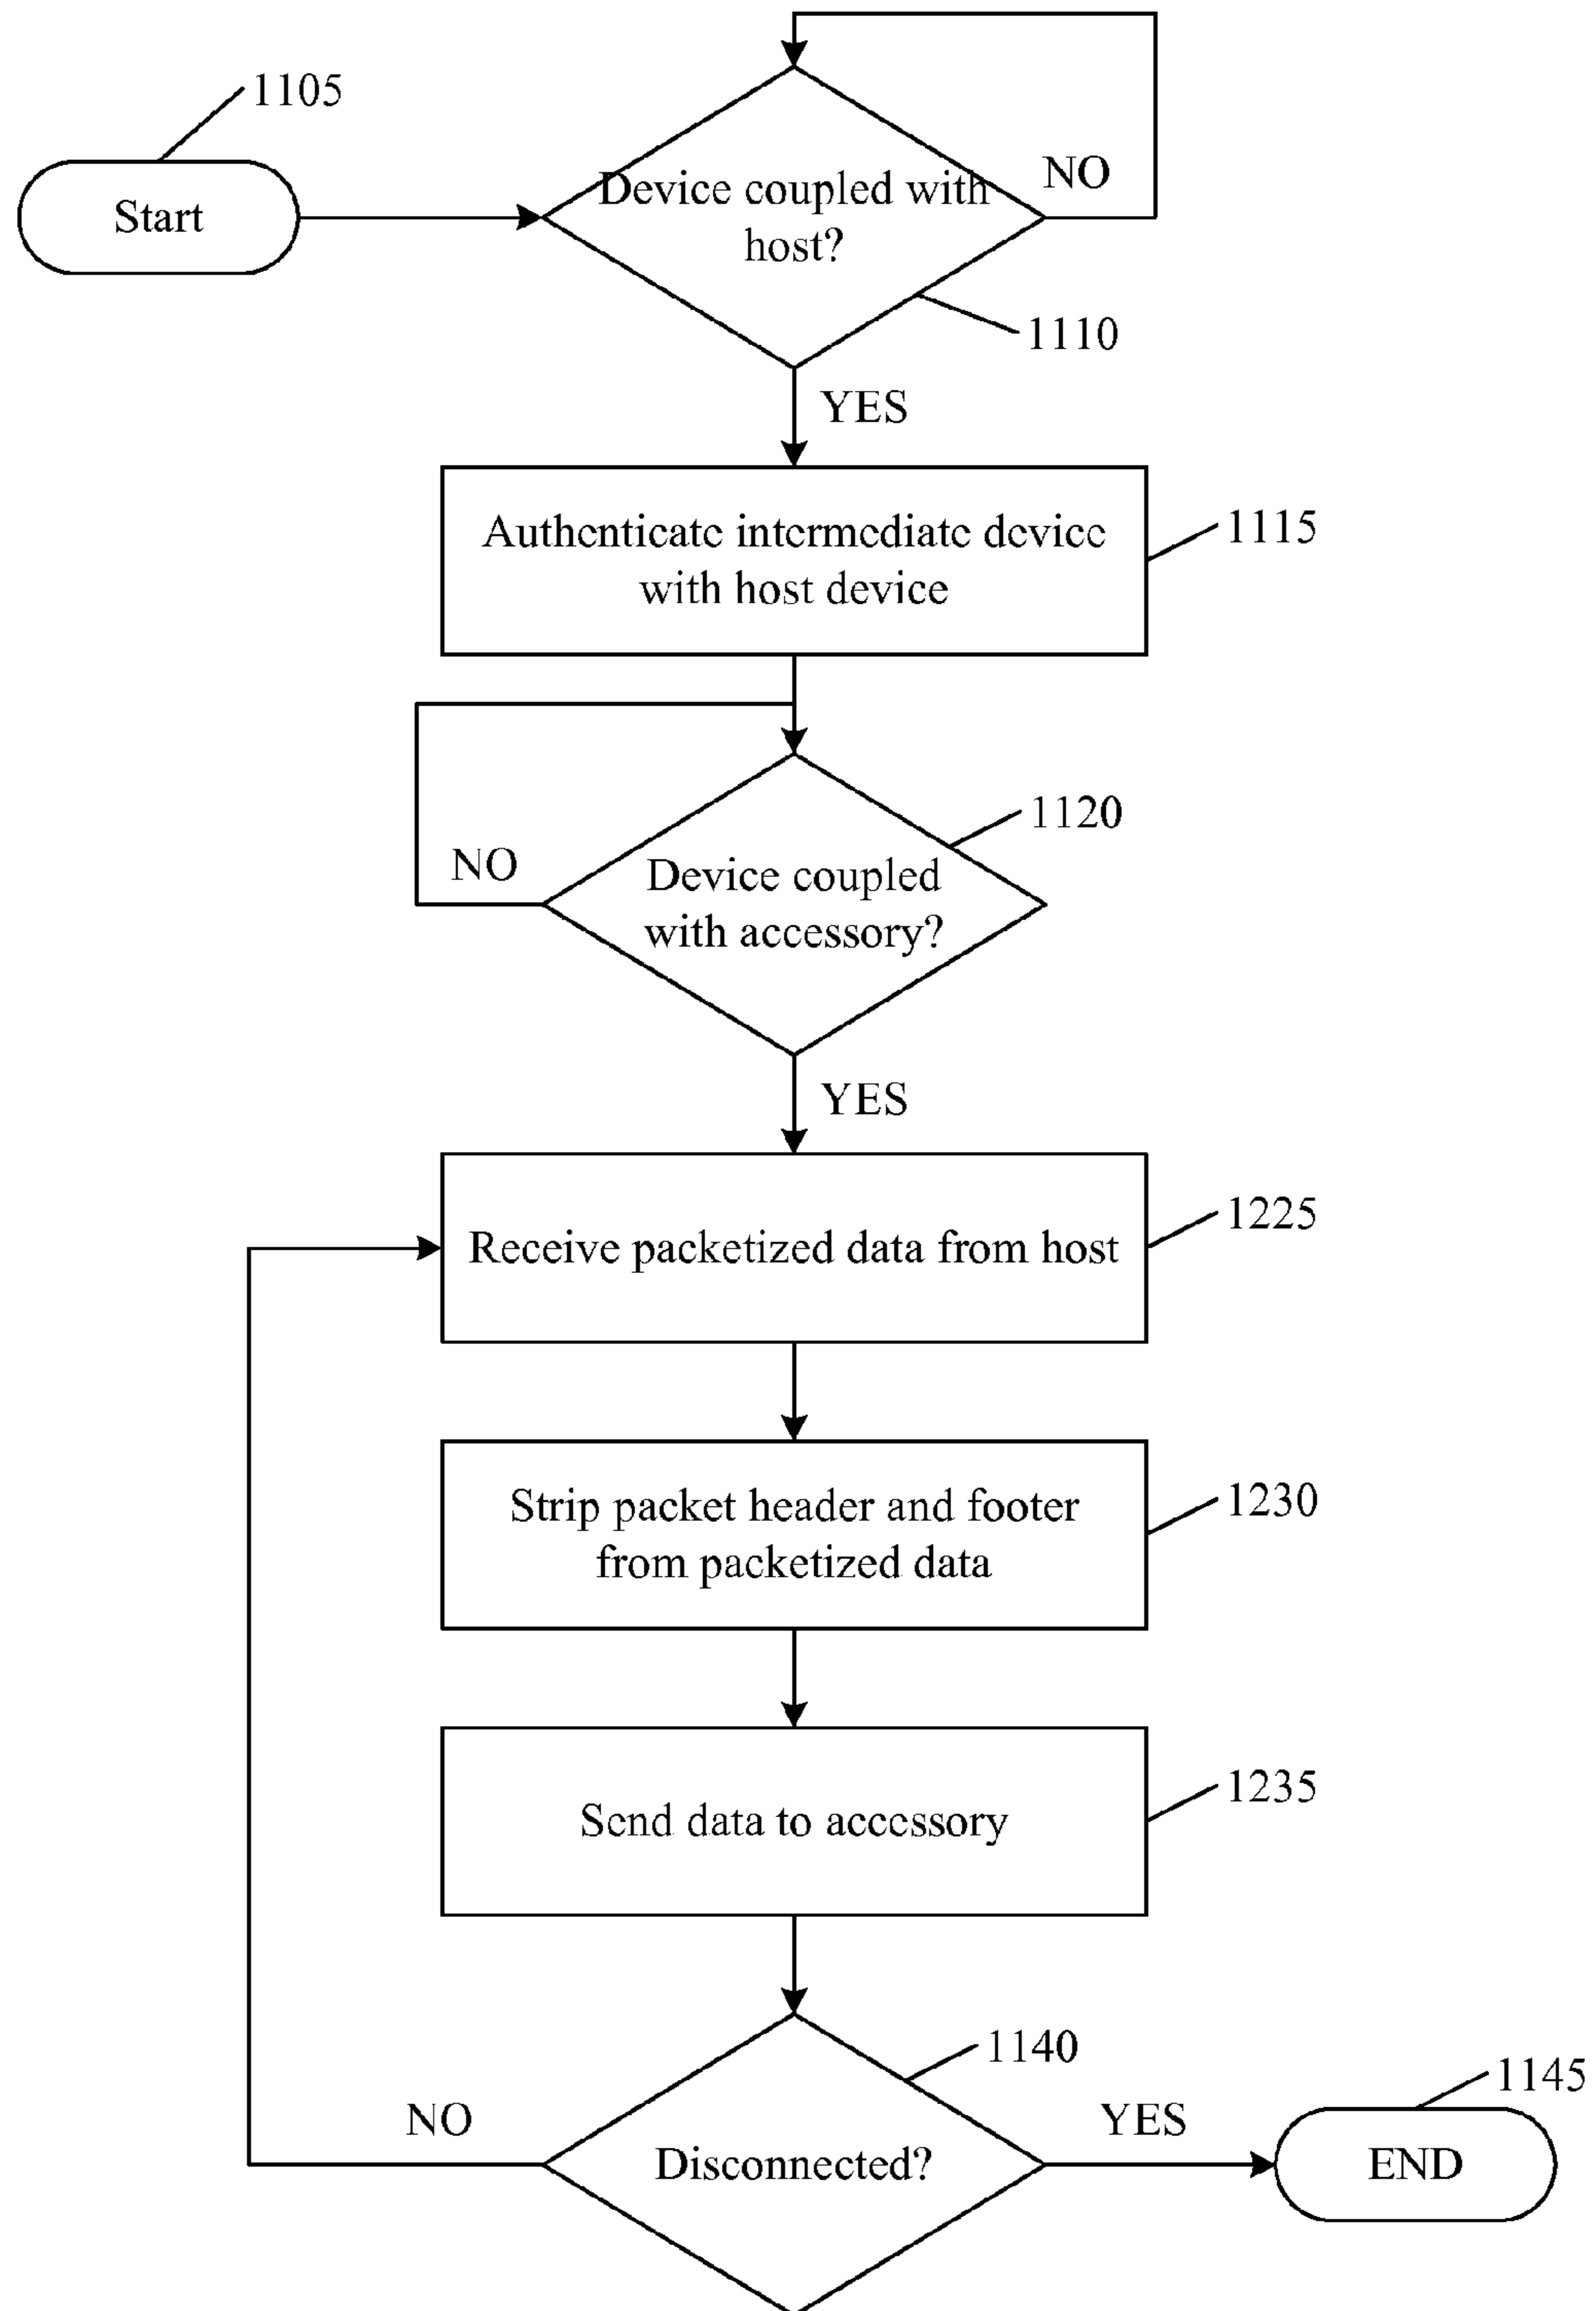 1105
Start
Device coupled with
host?
NO
1110
YES
Authenticate intermediate device
with host device
1115
1120
NO
Device coupled
with accessory?
YES
Receive packetized data from host
1225
Strip packet header and footer
from packetized data
1230
Send data to accessory
1235
1140
NO
Disconnected?
YES
1145
END